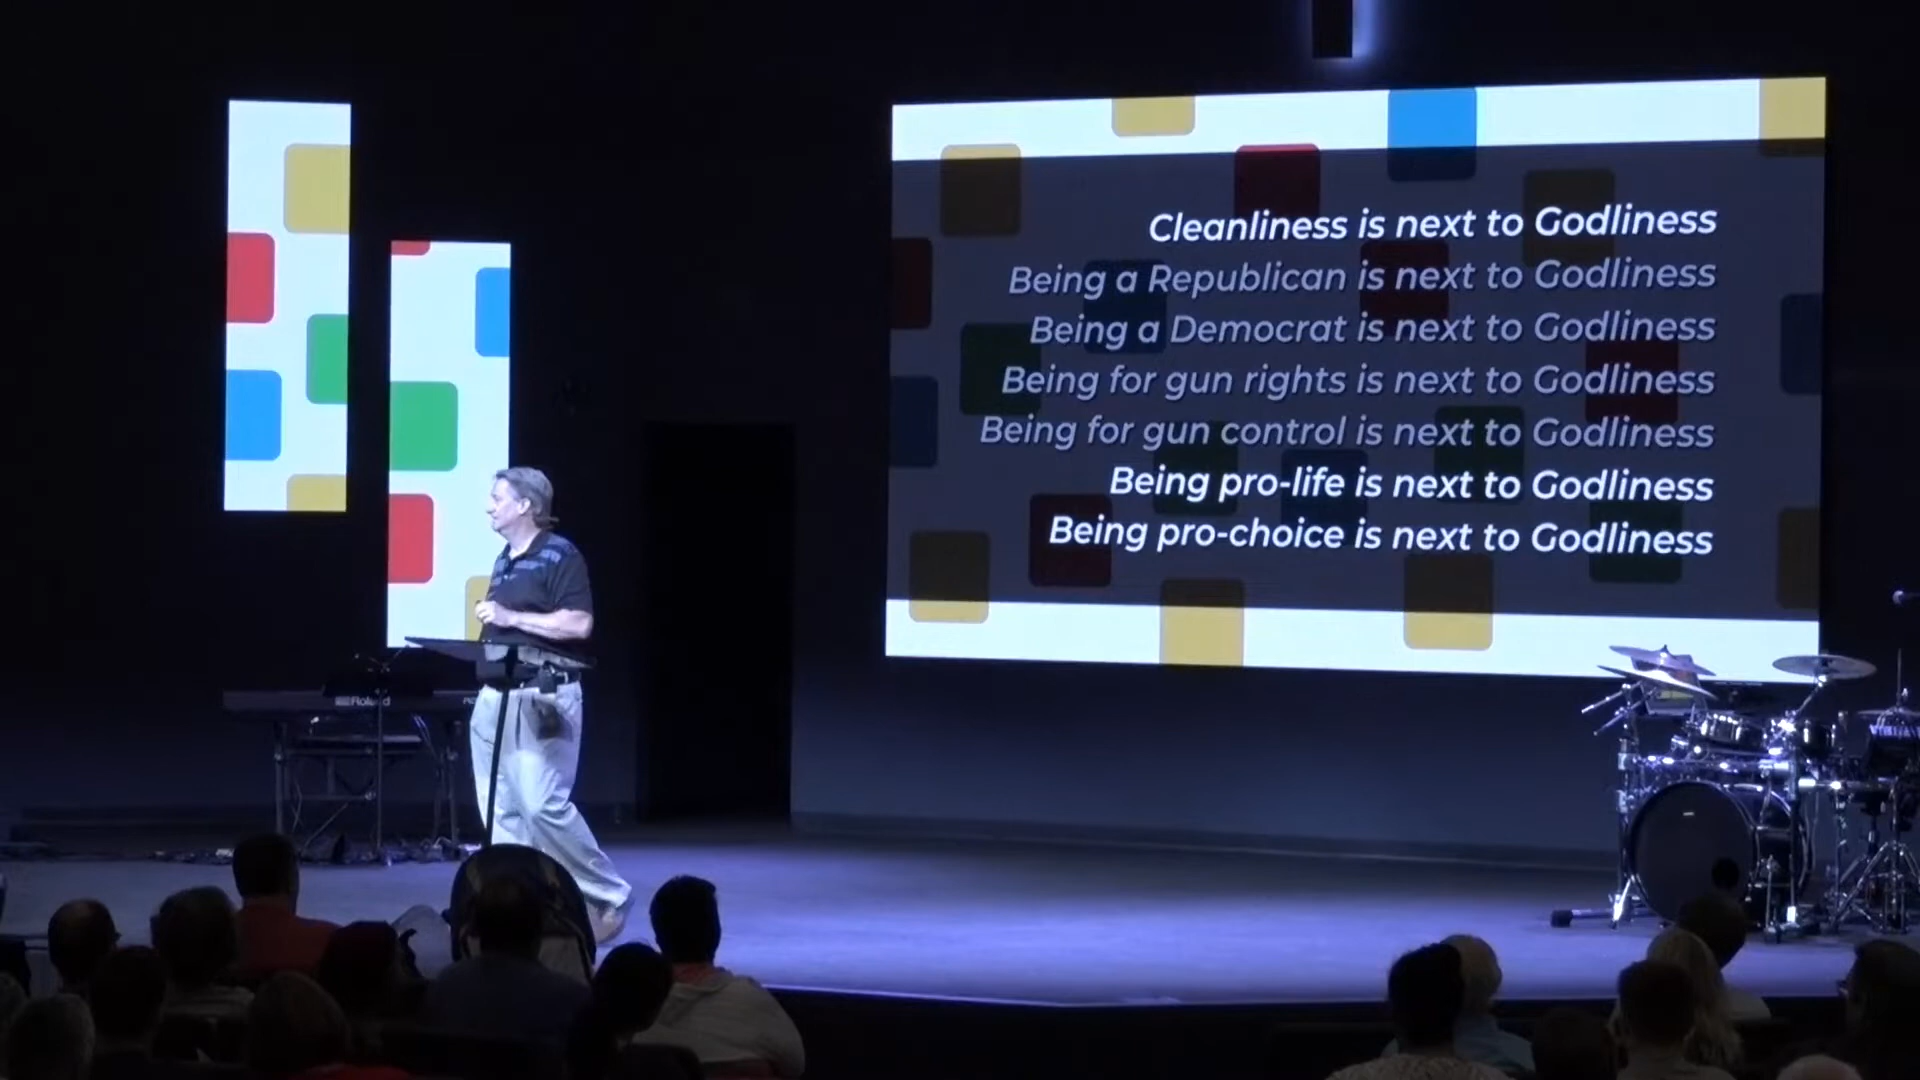 Cleanliness is next to Godliness
Being a Republican is next to Godliness
Being a Democrat is next to Godliness
Being for gun rights is next to Godliness
Being for gun control is next to Godliness
Being pro-life is next to Godliness
Being pro-choice is next to Godliness
Roland